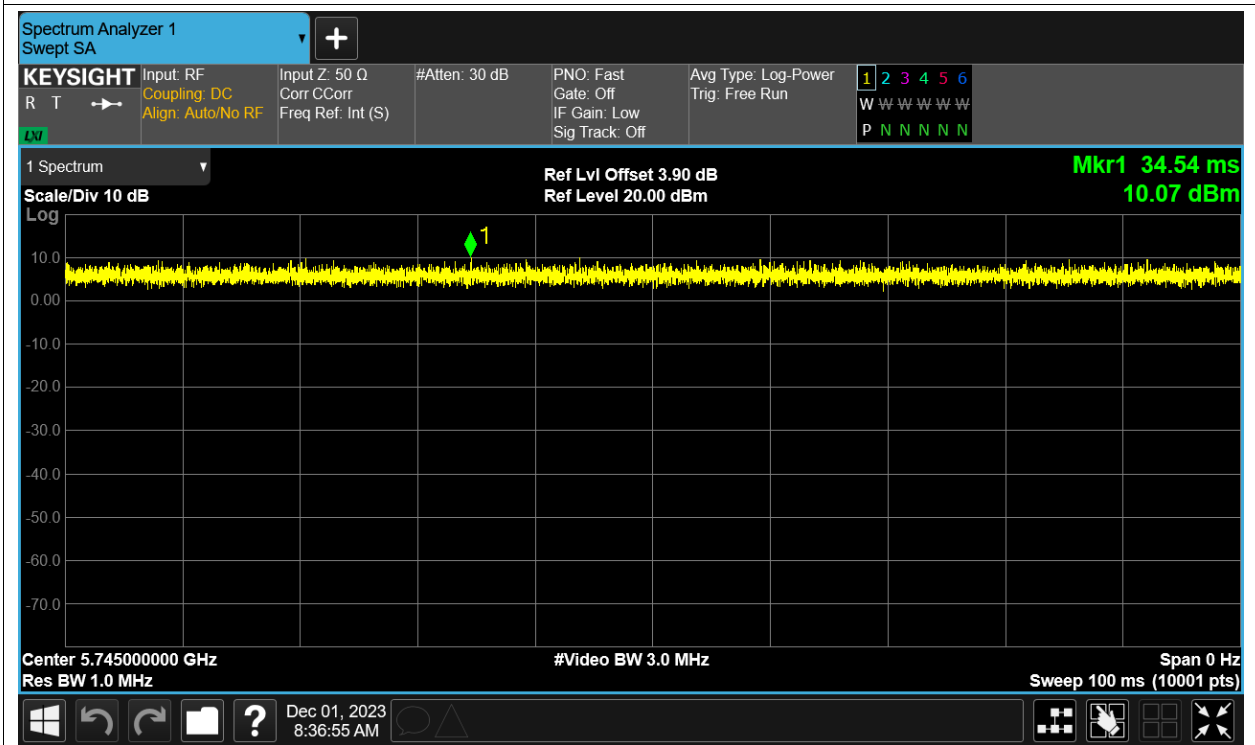 Spectrum Analyzer 1
Swept SA
KEYSIGHT
R T
LXI
Input: RF
Coupling: DC
Align: Auto/No RF
Input Z: 50 Ω
Corr CCorr
Freq Ref: Int (S)
#Atten: 30 dB
PNO: Fast
Gate: Off
IF Gain: Low
Sig Track: Off
Avg Type: Log-Power
Trig: Free Run
1 2 3 4 5 6
W W W W W W
P N N N N N
1 Spectrum
Scale/Div 10 dB
Log
Ref Lvl Offset 3.90 dB
Ref Level 20.00 dBm
Mkr1 34.54 ms
10.07 dBm
1
10.0
0.00
-10.0
-20.0
-30.0
-40.0
-50.0
-60.0
-70.0
Center 5.745000000 GHz
Res BW 1.0 MHz
#Video BW 3.0 MHz
Span 0 Hz
Sweep 100 ms (10001 pts)
?
Dec 01, 2023
8:36:55 AM